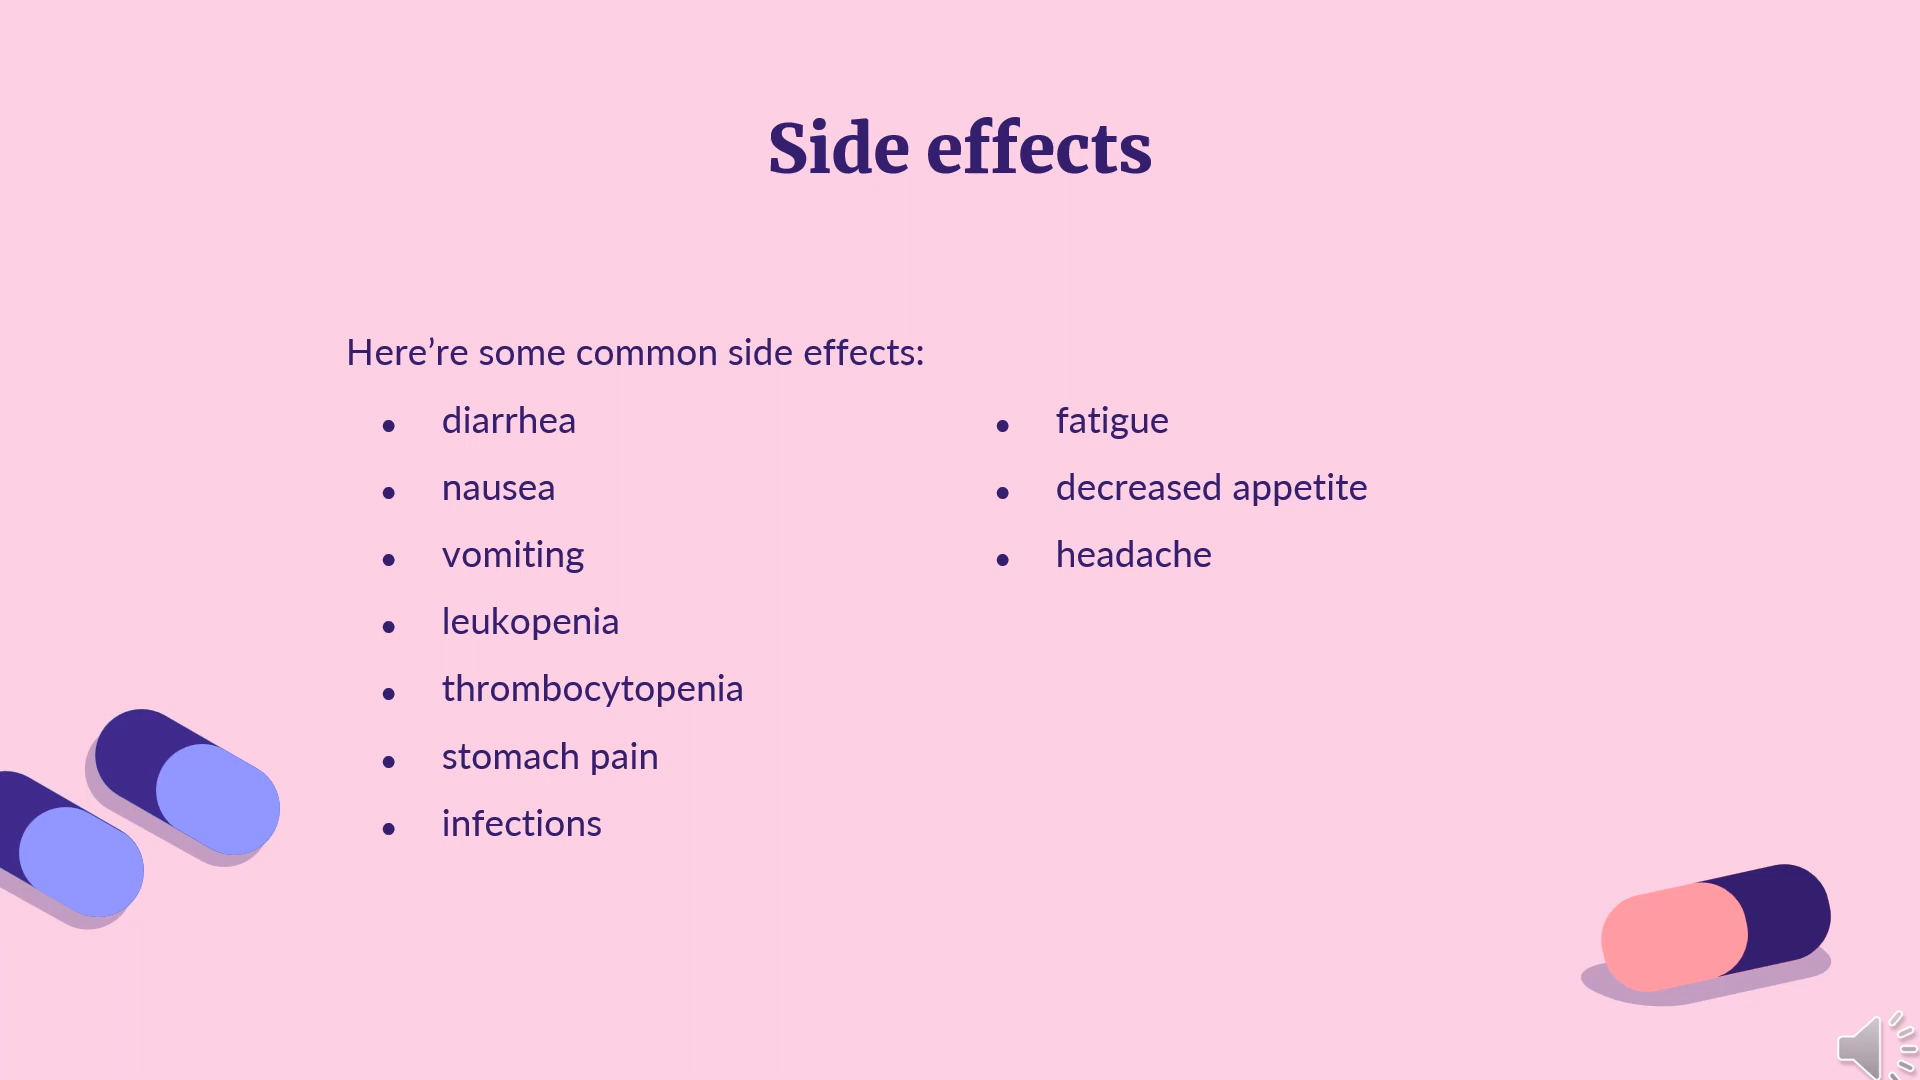 Side effects
Here’re some common side effects:
● diarrhea
● nausea
● vomiting
● leukopenia
● thrombocytopenia
● stomach pain
● infections
● fatigue
● decreased appetite
● headache